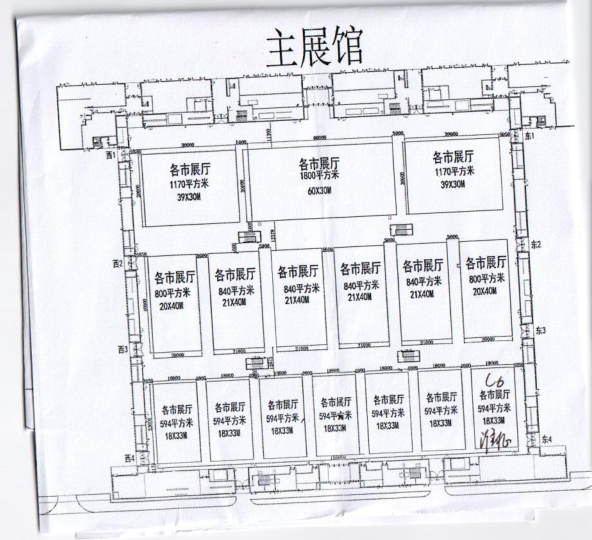 主展馆
东1
西1
各市展厅
1170平方米
39X30M
各市展厅
1800平方米
60X30M
各市展厅
1170平方米
39X30M
西2
东2
各市展厅
800平方米
20X40M
各市展厅
840平方米
21X40M
各市展厅
840平方米
21X40M
各市展厅
840平方米
21X40M
各市展厅
840平方米
21X40M
各市展厅
800平方米
20X40M
西3
东3
各市展厅
594平方米
18X33M
各市展厅
594平方米
18X33M
各市展厅
594平方米
18X33M
各市展厅
594平方米
18X33M
各市展厅
594平方米
18X33M
各市展厅
594平方米
18X33M
L6
各市展厅
594平方米
18X33M
西4
东4